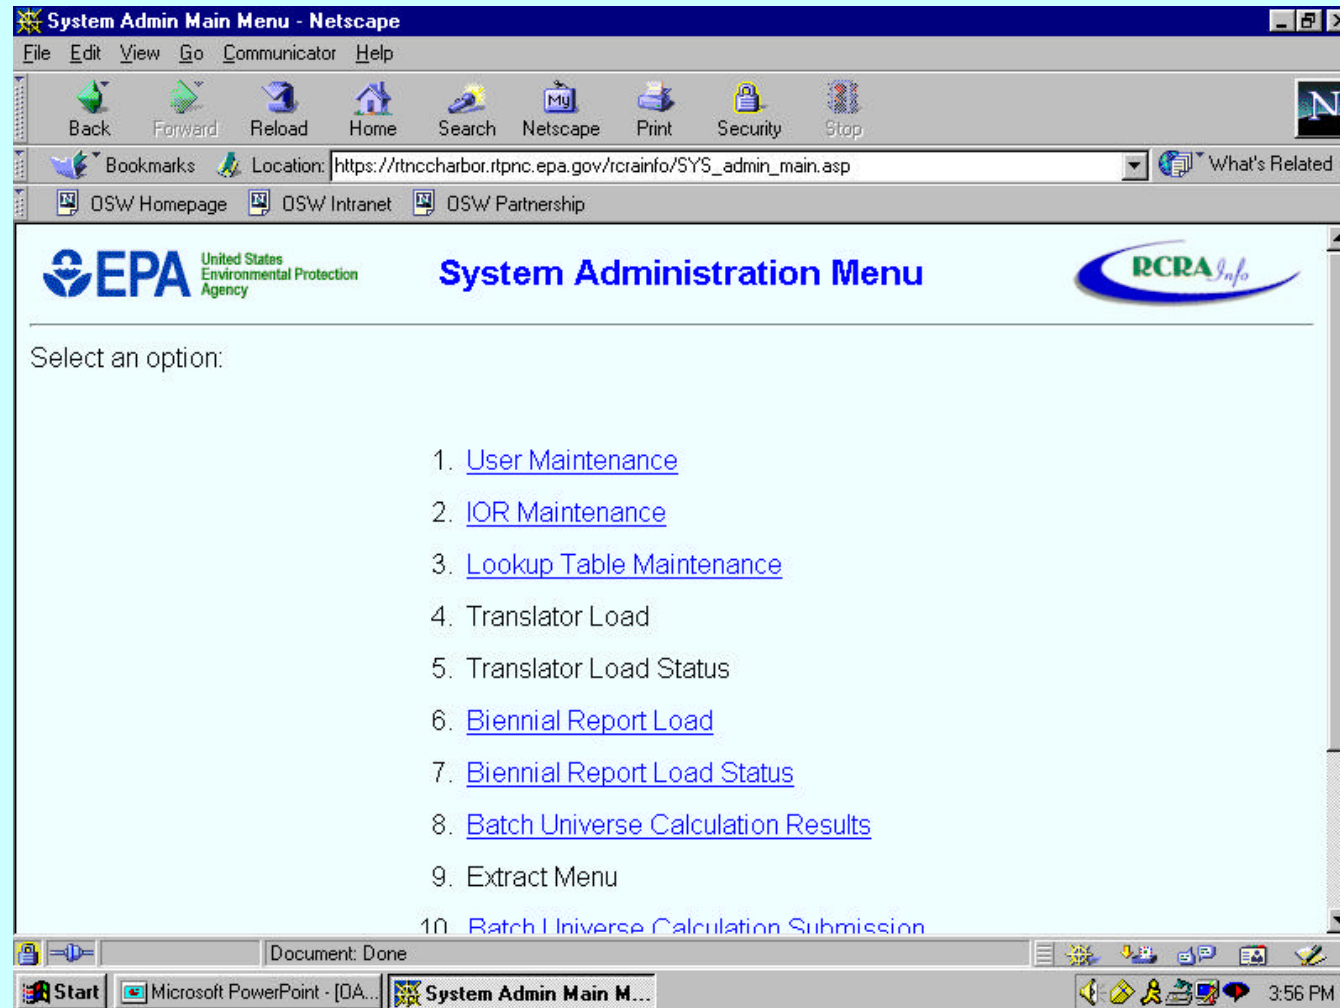 System Admin Main Menu - Netscape
File Edit View Go Communicator Help
Back Forward Reload Home Search Netscape Print Security Stop
My
N
Bookmarks Location: https://rtnccharbor.rtpnc.epa.gov/rcrainfo/SYS_admin_main.asp What's Related
OSW Homepage OSW Intranet OSW Partnership
EPA United States
Environmental Protection
Agency
System Administration Menu
RCRA Info
Select an option:
1. User Maintenance
2. IOR Maintenance
3. Lookup Table Maintenance
4. Translator Load
5. Translator Load Status
6. Biennial Report Load
7. Biennial Report Load Status
8. Batch Universe Calculation Results
9. Extract Menu
10. Batch Universe Calculation Submission
Document: Done
Start Microsoft PowerPoint - [OA... System Admin Main M... 3:56 PM